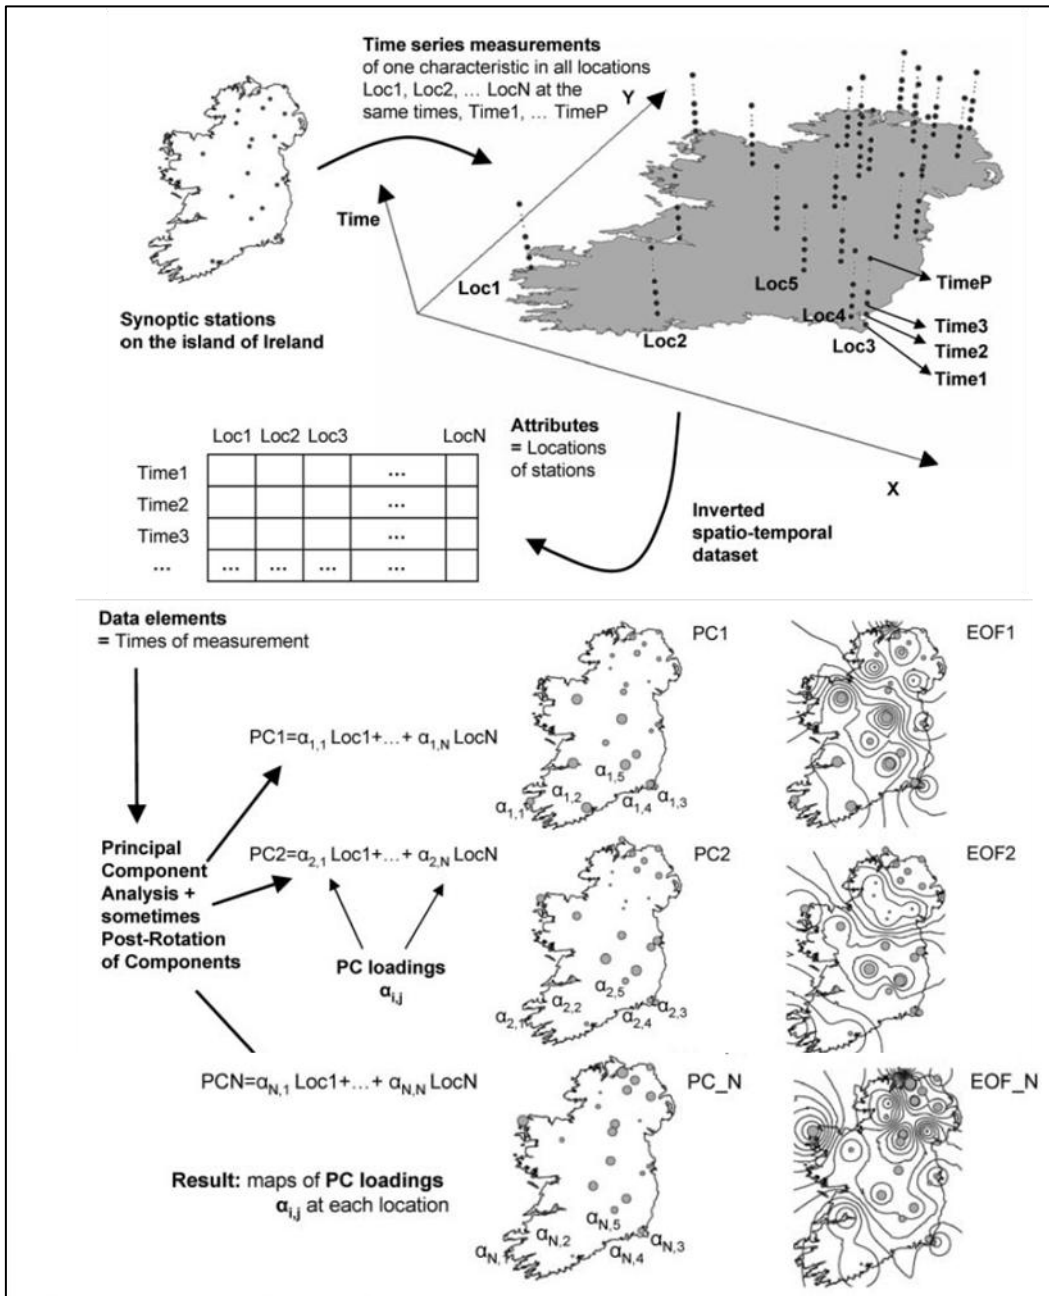 Time series measurements
of one characteristic in all locations
Loc1, Loc2, ... LocN at the
same times, Time1, ... TimeP
Y
Time
Loc1
Loc5
TimeP
Loc4
Time3
Loc2
Loc3
Time2
Time1
Synoptic stations
on the island of Ireland
X
Attributes
= Locations
of stations
Loc1 Loc2 Loc3 LocN
Time1 ...
Time2 ...
Time3 ...
... ... ... ... ...
Inverted
spatio-temporal
dataset
Data elements
= Times of measurement
PC1
EOF1
PC1=α1,1 Loc1+...+ α1,N LocN
α1,5
α1,1 α1,2 α1,4 α1,3
Principal
Component
Analysis +
sometimes
Post-Rotation
of Components
PC2=α2,1 Loc1+...+ α2,N LocN
PC loadings
αi,j
PC2
EOF2
α2,5
α2,1 α2,2 α2,4 α2,3
PCN=αN,1 Loc1+...+ αN,N LocN
PC_N
EOF_N
Result: maps of PC loadings
αi,j at each location
αN,5
αN,1 αN,2 αN,4 αN,3